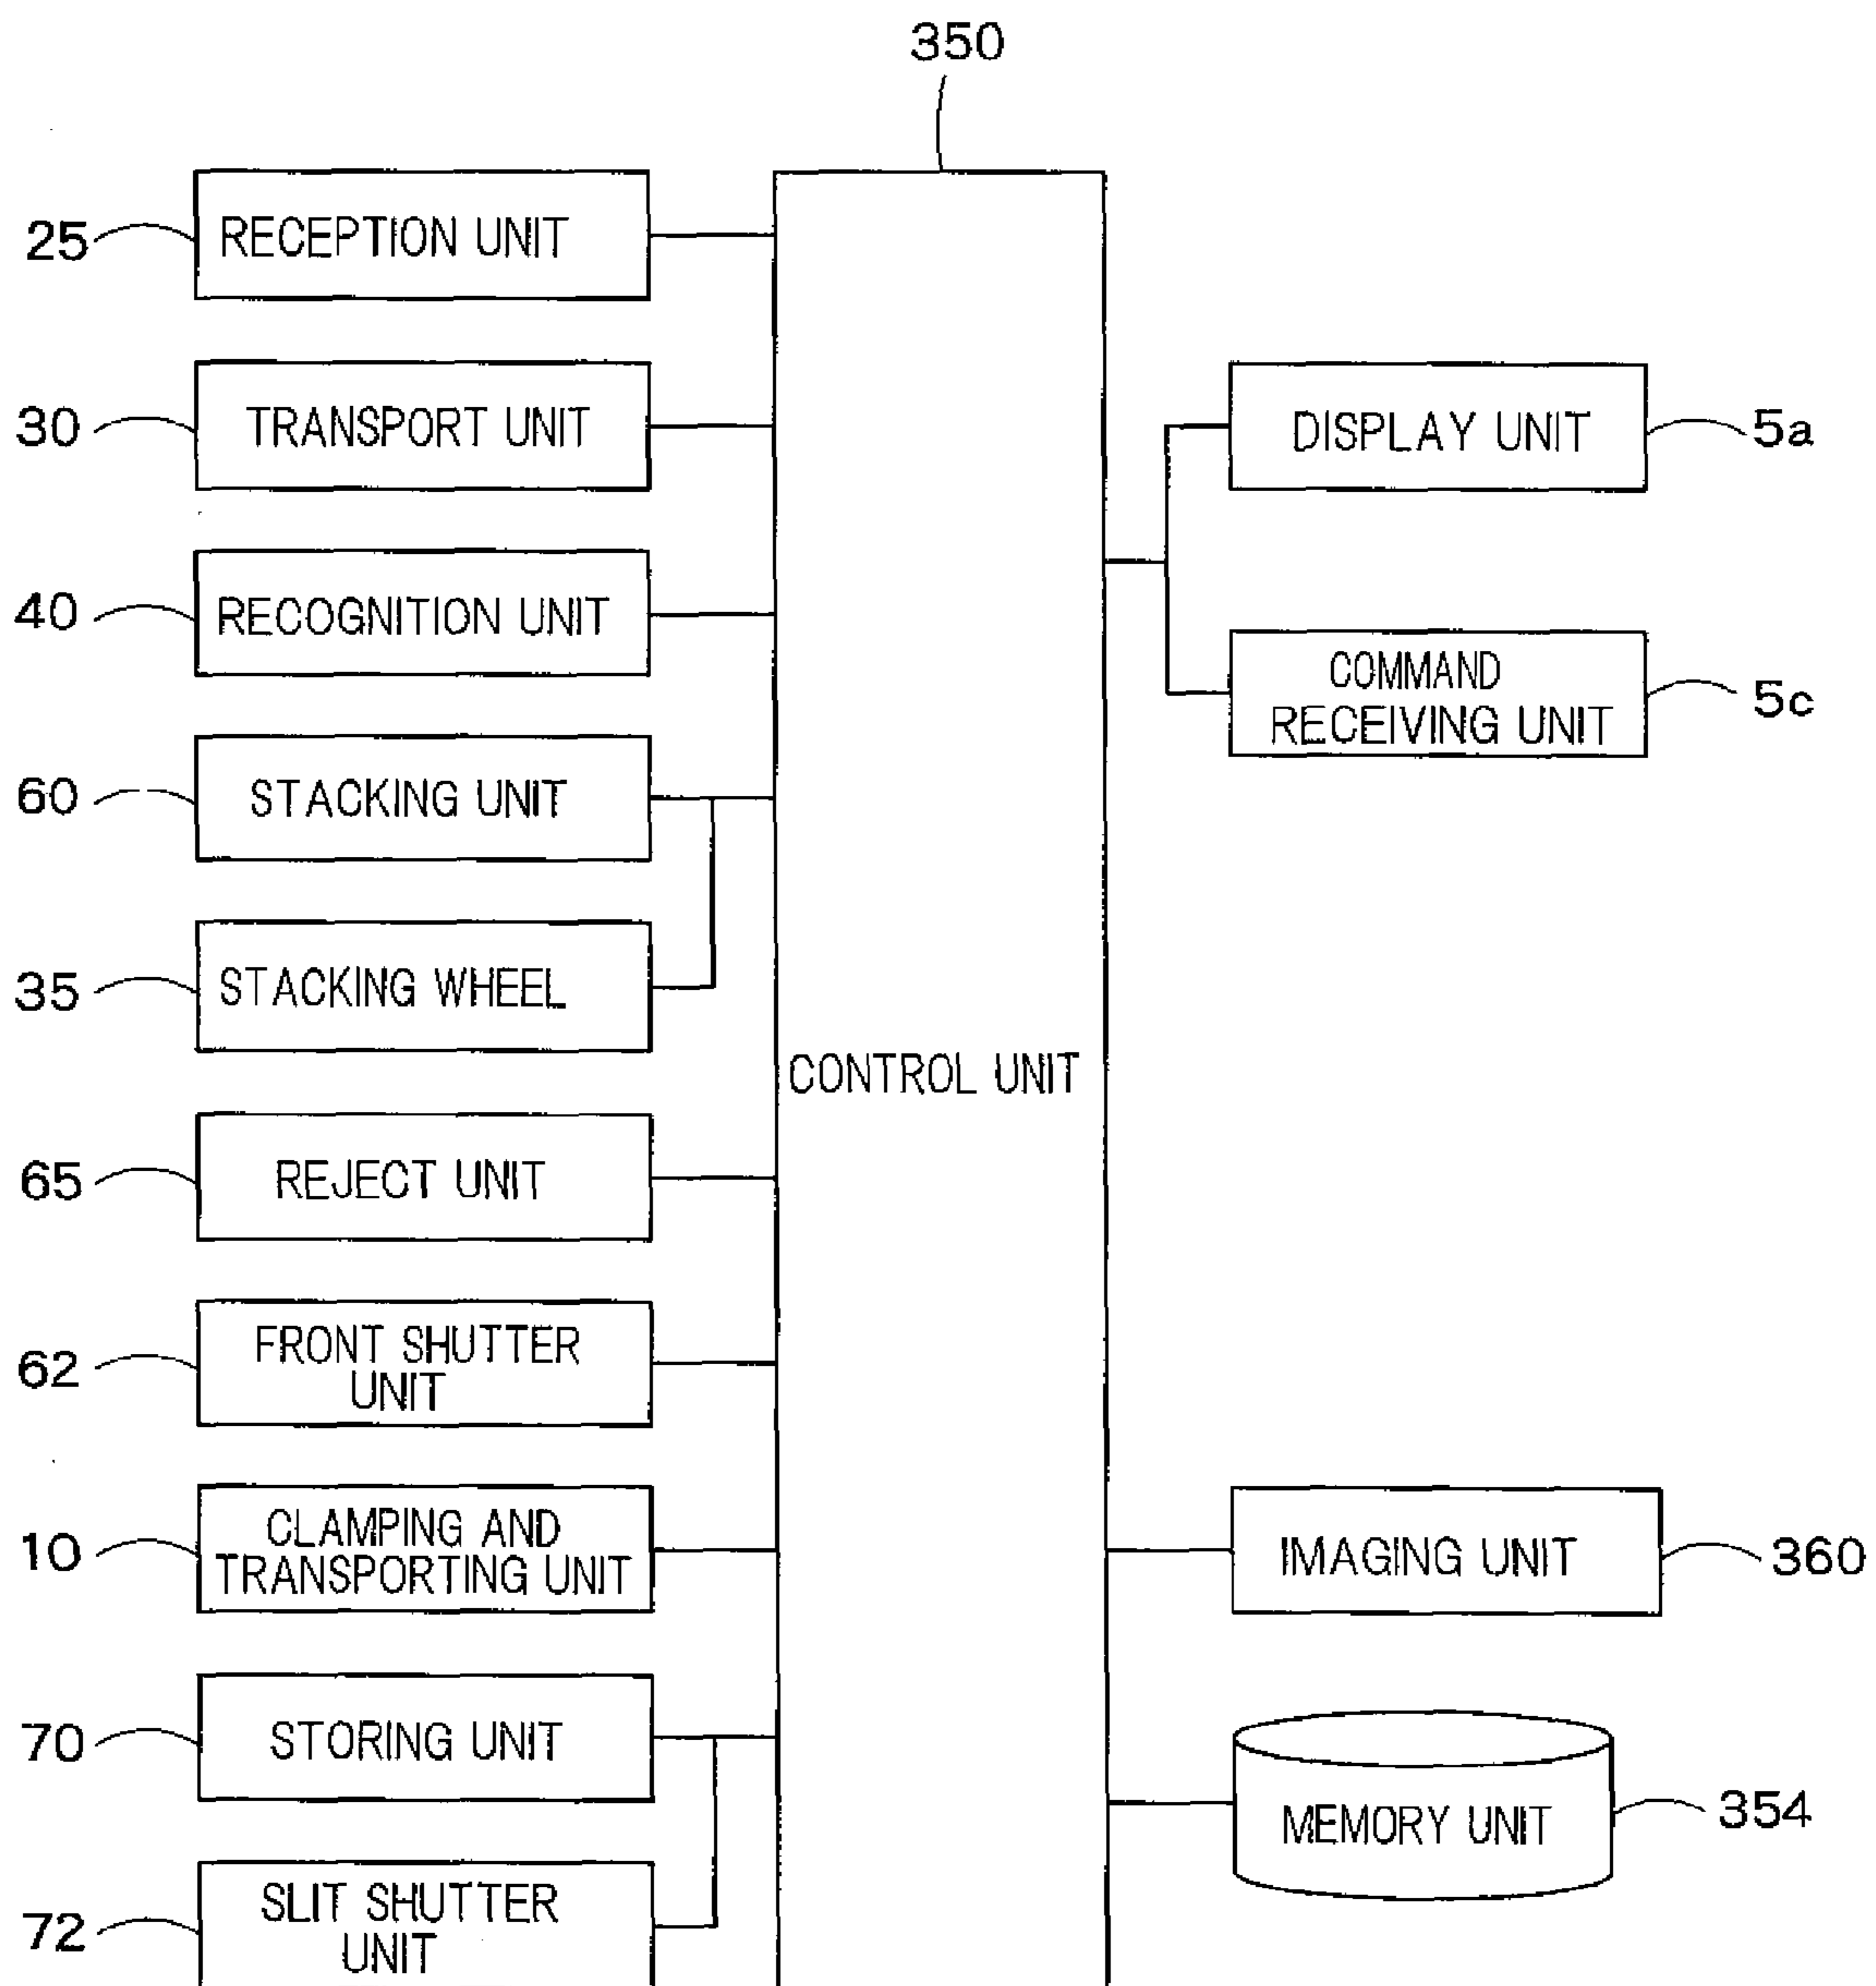 350
25
RECEPTION UNIT
30
TRANSPORT UNIT
40
RECOGNITION UNIT
60
STACKING UNIT
35
STACKING WHEEL
65
REJECT UNIT
62
FRONT SHUTTER
UNIT
10
CLAMPING AND
TRANSPORTING UNIT
70
STORING UNIT
72
SLIT SHUTTER
UNIT
CONTROL UNIT
DISPLAY UNIT
5a
COMMAND
RECEIVING UNIT
5c
IMAGING UNIT
360
MEMORY UNIT
354